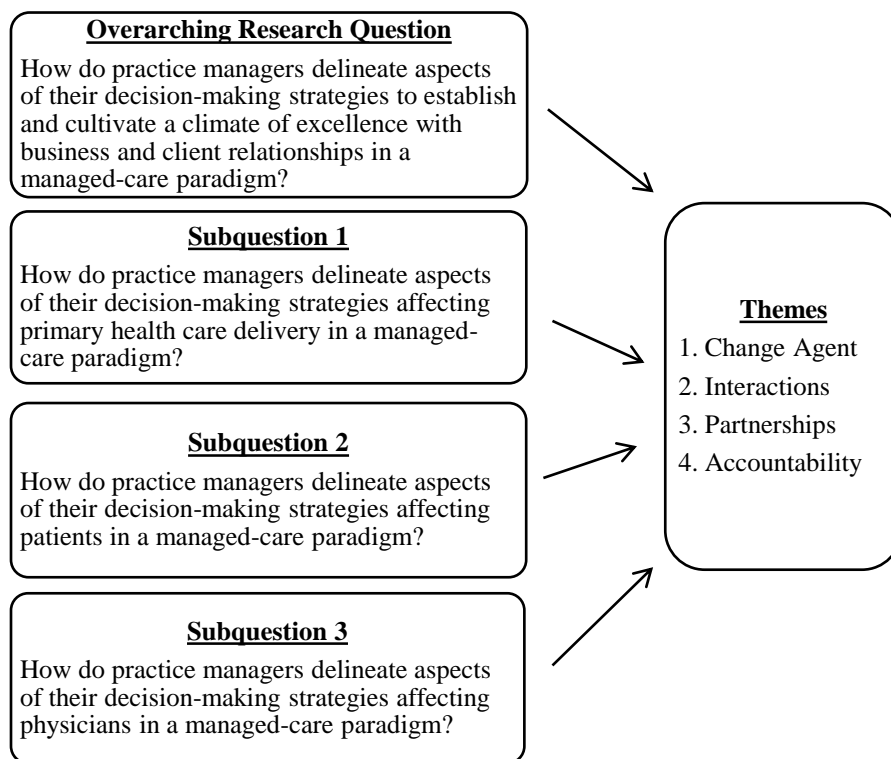 Overarching Research Question
How do practice managers delineate aspects
of their decision-making strategies to establish
and cultivate a climate of excellence with
business and client relationships in a
managed-care paradigm?
Subquestion 1
How do practice managers delineate aspects
of their decision-making strategies affecting
primary health care delivery in a managed-
care paradigm?
Subquestion 2
How do practice managers delineate aspects
of their decision-making strategies affecting
patients in a managed-care paradigm?
Subquestion 3
How do practice managers delineate aspects
of their decision-making strategies affecting
physicians in a managed-care paradigm?
Themes
1. Change Agent
2. Interactions
3. Partnerships
4. Accountability